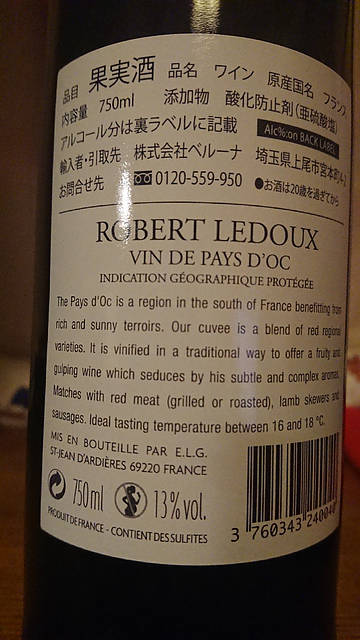 品目 果実酒 品名 ワイン 原産国名 フランス
内容量 750ml 添加物 酸化防止剤(亜硫酸塩)
アルコール分は裏ラベルに記載 Alc%:on BACK LABEL
輸入者・引取先 株式会社ベルーナ 埼玉県上尾市宮本町4-2
お問合せ先 0120-559-950 ●お酒は20歳を過ぎてから
ROBERT LEDOUX
VIN DE PAYS D'OC
INDICATION GÉOGRAPHIQUE PROTÉGÉE
The Pays d'Oc is a region in the south of France benefitting from
rich and sunny terroirs. Our cuvee is a blend of red regional
varieties. It is vinified in a traditional way to offer a fruity and
gulping wine which seduces by his subtle and complex aromas.
Matches with red meat (grilled or roasted), lamb skewers and
sausages. Ideal tasting temperature between 16 and 18 °C.
MIS EN BOUTEILLE PAR E.L.G.
ST-JEAN D'ARDIÈRES 69220 FRANCE
750ml 13% vol.
PRODUIT DE FRANCE - CONTIENT DES SULFITES
3 760343 240040